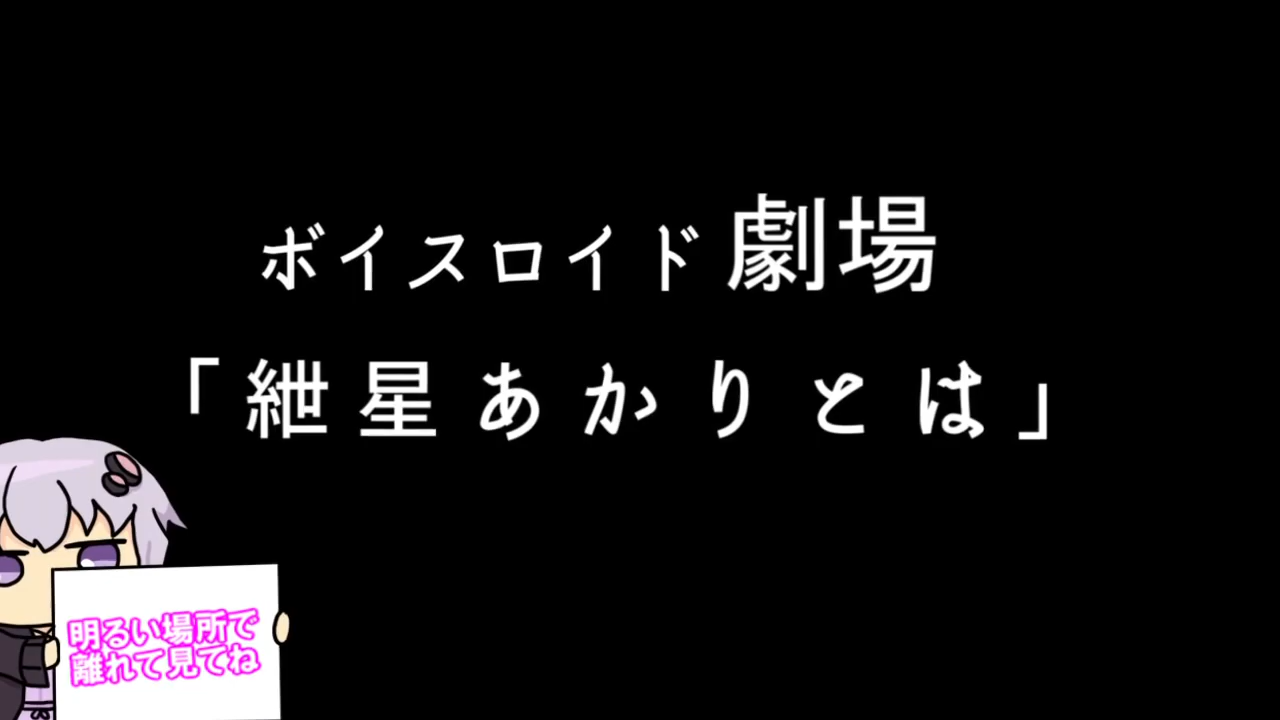 ボイスロイド劇場
「紲星あかりとは」
明るい場所で
離れて見てね